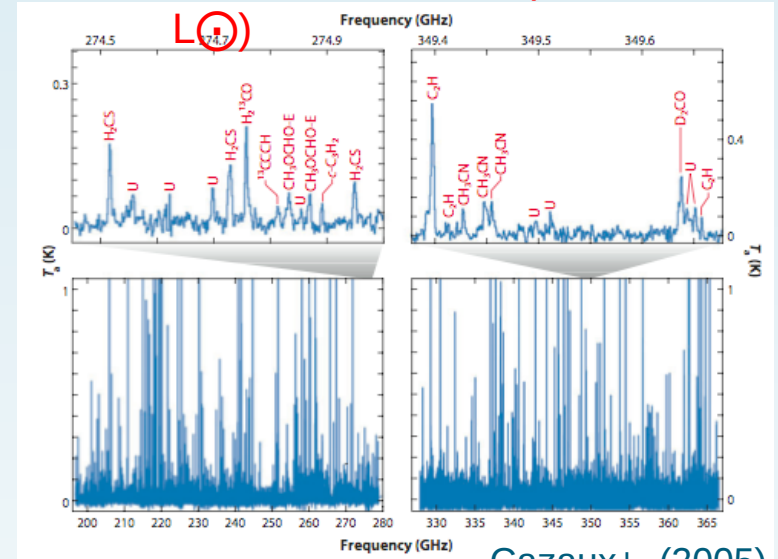 L⊙)
Frequency (GHz)
274.5 274.7 274.9
349.4 349.5 349.6
0.3
0
H₂CS
U
U
U
H₂CS
H₂¹³CO
¹³CCCH
CH₃OCHO-E
U
CH₃OCHO-E
c-C₃H₂
H₂CS
C₂H
C₂H
CH₃CN
CH₃CN
CH₃CN
U
U
D₂CO
U
C₂H
0.4
0
Tₐ (K)
Tₐ (K)
1
0
1
0
200 210 220 230 240 250 260 270 280
330 335 340 345 350 355 360 365
Frequency (GHz)
(2005)